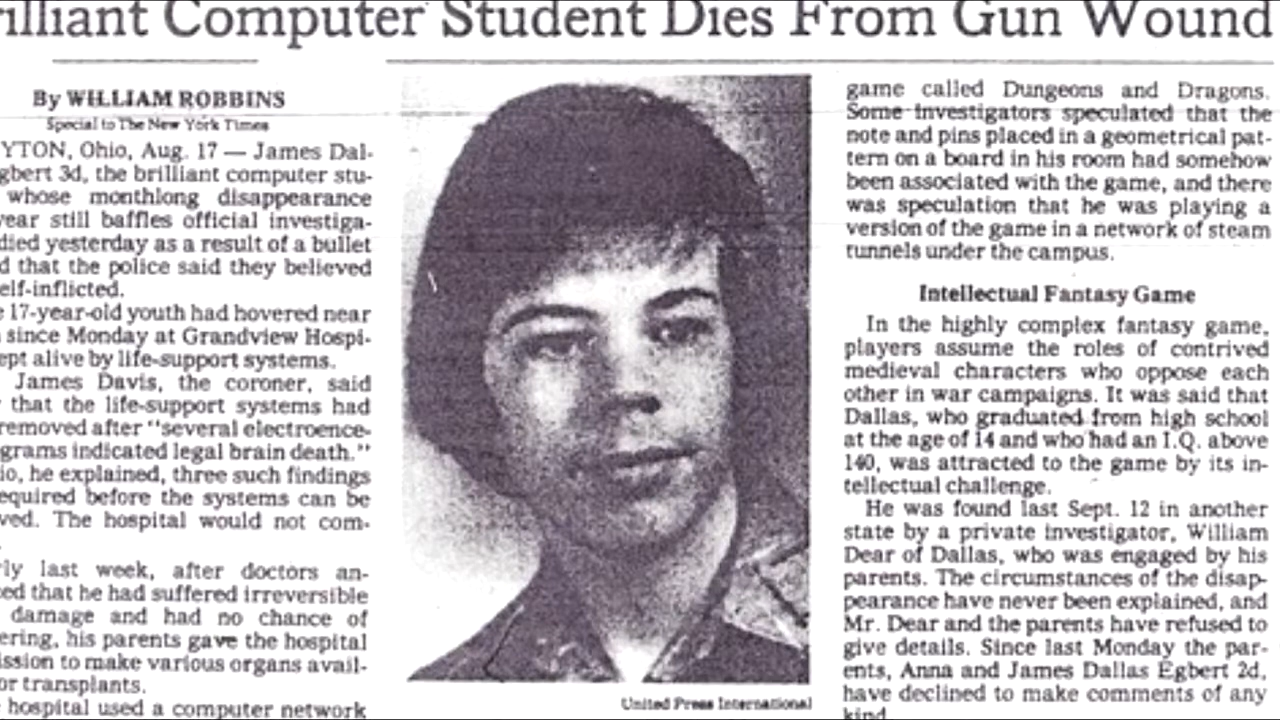 illiant Computer Student Dies From Gun Wound
By WILLIAM ROBBINS
Special to The New York Times
YTON, Ohio, Aug. 17 — James Dal-
gbert 3d, the brilliant computer stu-
whose monthlong disappearance
year still baffles official investiga-
died yesterday as a result of a bullet
d that the police said they believed
elf-inflicted.
e 17-year-old youth had hovered near
since Monday at Grandview Hospi-
ept alive by life-support systems.
James Davis, the coroner, said
that the life-support systems had
removed after "several electroence-
grams indicated legal brain death."
io, he explained, three such findings
equired before the systems can be
ved. The hospital would not com-
rly last week, after doctors an-
ced that he had suffered irreversible
damage and had no chance of
ering, his parents gave the hospital
ission to make various organs avail-
or transplants.
hospital used a computer network
United Press International
game called Dungeons and Dragons.
Some investigators speculated that the
note and pins placed in a geometrical pat-
tern on a board in his room had somehow
been associated with the game, and there
was speculation that he was playing a
version of the game in a network of steam
tunnels under the campus.
Intellectual Fantasy Game
In the highly complex fantasy game,
players assume the roles of contrived
medieval characters who oppose each
other in war campaigns. It was said that
Dallas, who graduated from high school
at the age of 14 and who had an I.Q. above
140, was attracted to the game by its in-
tellectual challenge.
He was found last Sept. 12 in another
state by a private investigator, William
Dear of Dallas, who was engaged by his
parents. The circumstances of the disap-
pearance have never been explained, and
Mr. Dear and the parents have refused to
give details. Since last Monday the par-
ents, Anna and James Dallas Egbert 2d,
have declined to make comments of any
kind.